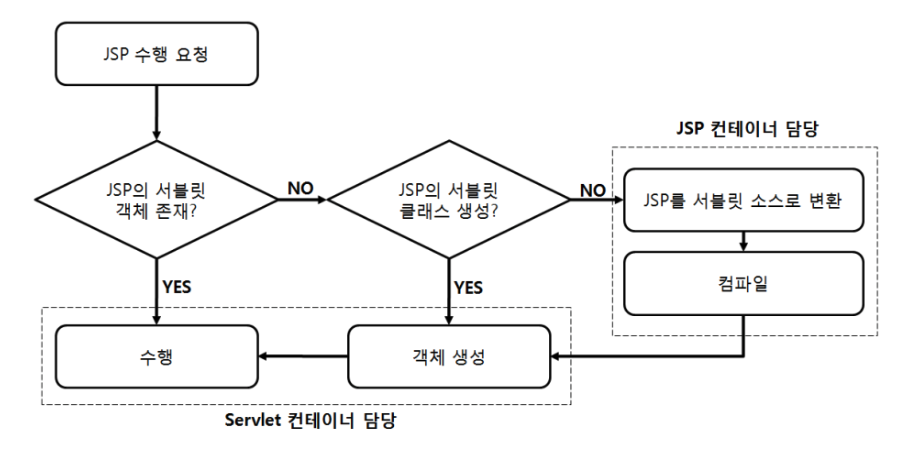 JSP 수행 요청
JSP 컨테이너 담당
JSP의 서블릿
객체 존재?
NO
JSP의 서블릿
클래스 생성?
NO
JSP를 서블릿 소스로 변환
YES
YES
컴파일
수행
객체 생성
Servlet 컨테이너 담당